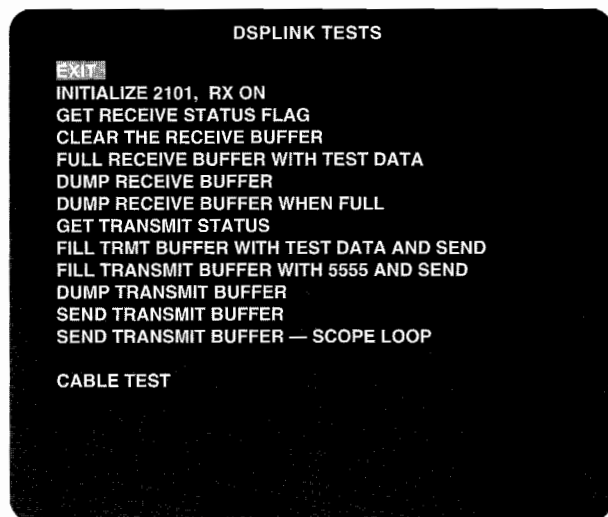 DSPLINK TESTS
EXIT
INITIALIZE 2101, RX ON
GET RECEIVE STATUS FLAG
CLEAR THE RECEIVE BUFFER
FULL RECEIVE BUFFER WITH TEST DATA
DUMP RECEIVE BUFFER
DUMP RECEIVE BUFFER WHEN FULL
GET TRANSMIT STATUS
FILL TRMT BUFFER WITH TEST DATA AND SEND
FILL TRANSMIT BUFFER WITH 5555 AND SEND
DUMP TRANSMIT BUFFER
SEND TRANSMIT BUFFER
SEND TRANSMIT BUFFER — SCOPE LOOP
CABLE TEST